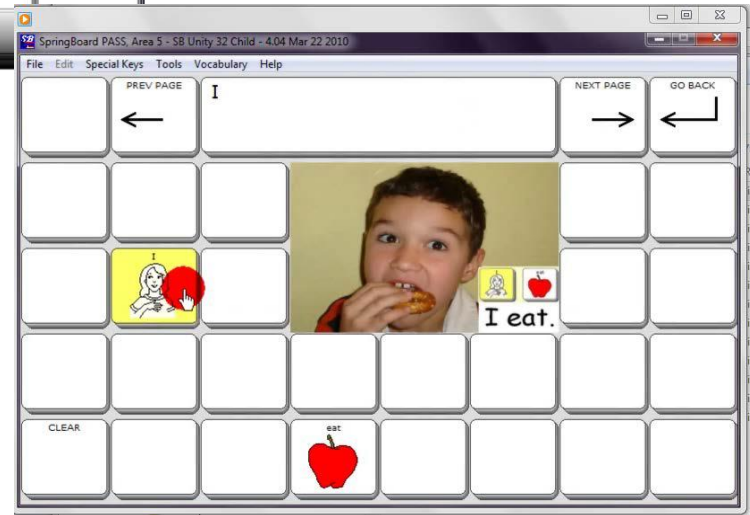 SB SpringBoard PASS, Area 5 - SB Unity 32 Child - 4.04 Mar 22 2010
File Edit Special Keys Tools Vocabulary Help
PREV PAGE
I
NEXT PAGE
GO BACK
I
I eat.
CLEAR
eat